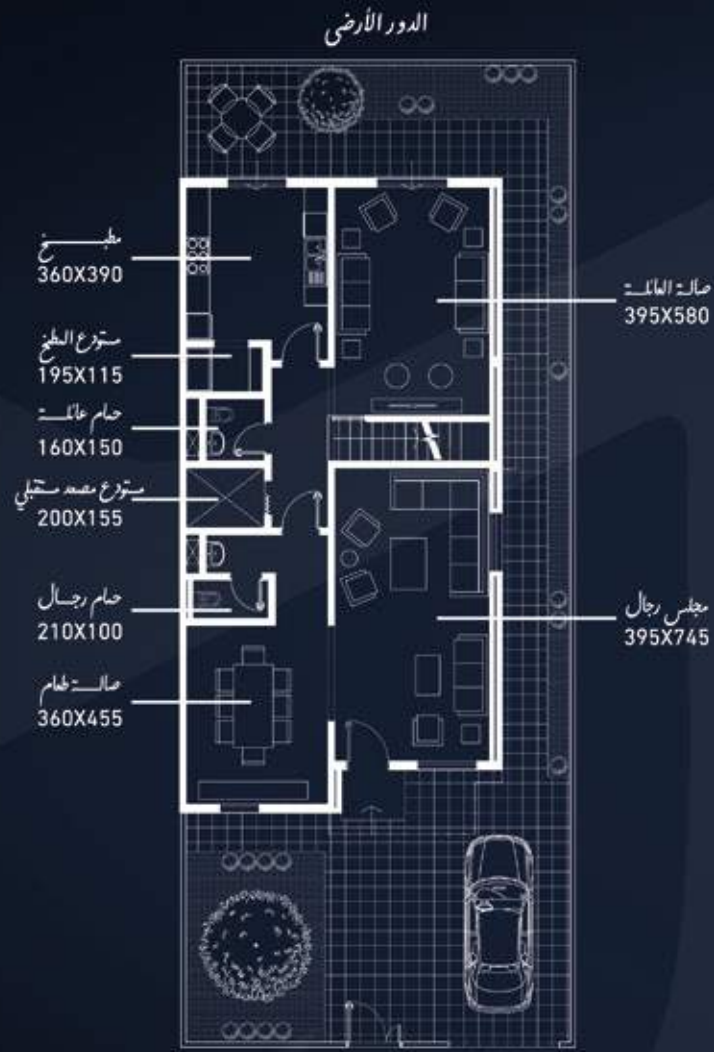 الدور الأرضي
مطبخ
360X390
مستودع المطبخ
195X115
حمام عائلة
160X150
مستودع مصعد مستقبلي
200X155
حمام رجال
210X100
صالة طعام
360X455
صالة العائلة
395X580
مجلس رجال
395X745